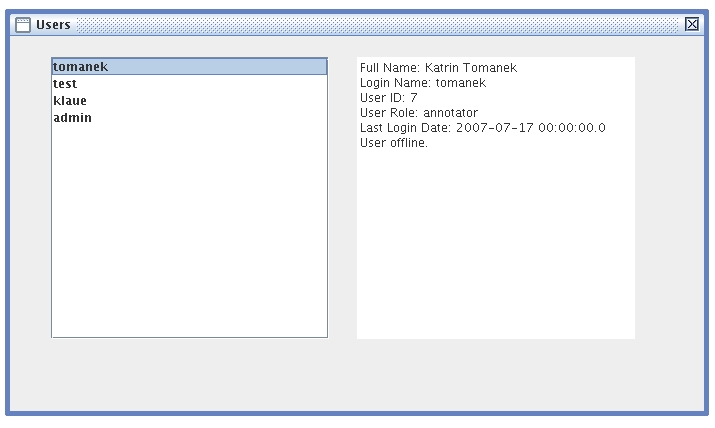 Users
tomanek
test
klaue
admin
Full Name: Katrin Tomanek
Login Name: tomanek
User ID: 7
User Role: annotator
Last Login Date: 2007-07-17 00:00:00.0
User offline.